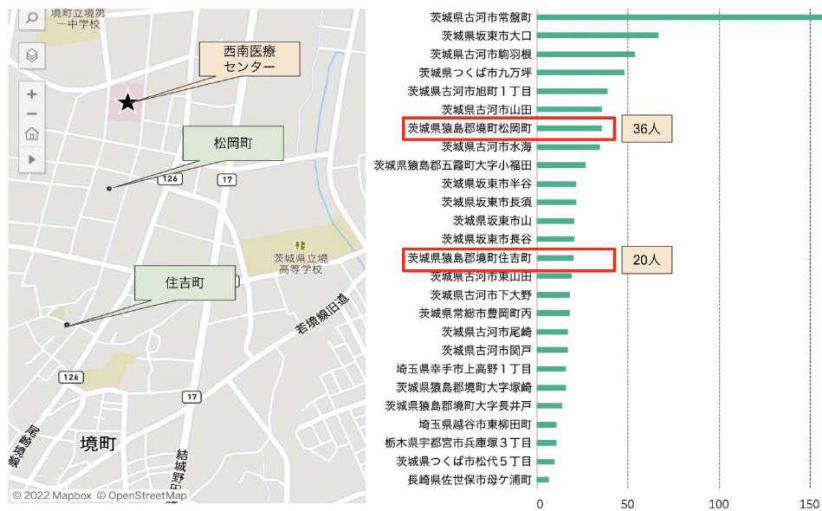 境町立境第
一中学校
西南医療
センター
松岡町
126
17
茨城県立境
高等学校
住吉町
若境線旧道
126
17
尾崎境線
境町
結城野田
© 2022 Mapbox © OpenStreetMap
茨城県古河市常盤町
茨城県坂東市大口
茨城県古河市駒羽根
茨城県つくば市九万坪
茨城県古河市旭町1丁目
茨城県古河市山田
茨城県猿島郡境町松岡町
36人
茨城県古河市水海
茨城県猿島郡五霞町大字小福田
茨城県坂東市半谷
茨城県坂東市長須
茨城県坂東市山
茨城県坂東市長谷
茨城県猿島郡境町住吉町
20人
茨城県古河市東山田
茨城県古河市下大野
茨城県常総市豊岡町丙
茨城県古河市尾崎
茨城県古河市関戸
埼玉県幸手市上高野1丁目
茨城県猿島郡境町大字塚崎
茨城県猿島郡境町大字長井戸
埼玉県越谷市東柳田町
栃木県宇都宮市兵庫塚3丁目
茨城県つくば市松代5丁目
長崎県佐世保市母ケ浦町
0
50
100
150